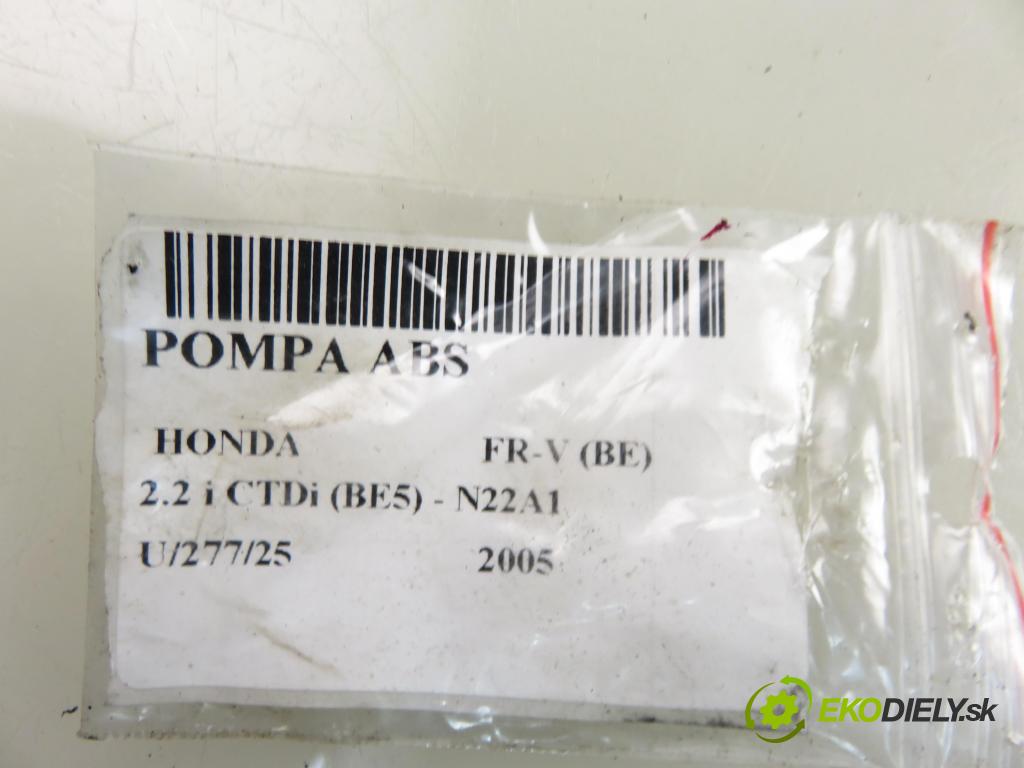 POMPA ABS
HONDA FR-V (BE)
2.2 i CTDi (BE5) - N22A1
U/277/25 2005
EKODIELY.sk